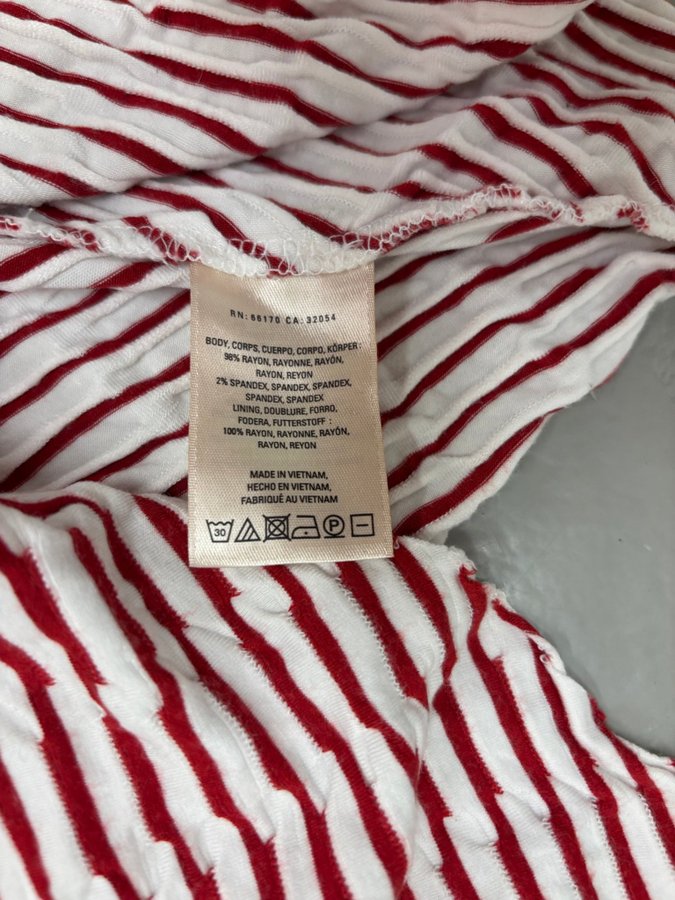 RN: 66170 CA: 32054
BODY, CORPS, CUERPO, CORPO, KÖRPER:
98% RAYON, RAYONNE, RAYÓN,
RAYON, REYON
2% SPANDEX, SPANDEX, SPANDEX,
SPANDEX, SPANDEX
LINING, DOUBLURE, FORRO,
FODERA, FUTTERSTOFF :
100% RAYON, RAYONNE, RAYÓN,
RAYON, REYON
MADE IN VIETNAM,
HECHO EN VIETNAM,
FABRIQUÉ AU VIETNAM
30 P